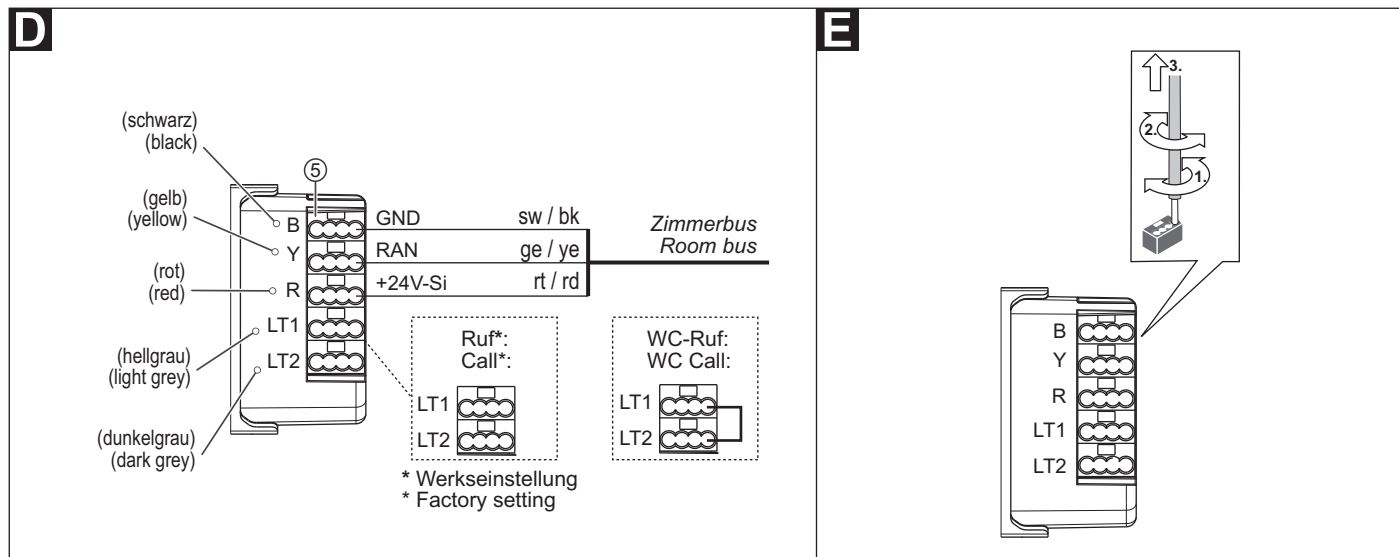 D
(schwarz)
(black)
(gelb)
(yellow)
(rot)
(red)
(hellgrau)
(light grey)
(dunkelgrau)
(dark grey)
5
B
Y
R
LT1
LT2
GND
sw / bk
RAN
ge / ye
+24V-Si
rt / rd
Zimmerbus
Room bus
Ruf*:
Call*:
LT1
LT2
* Werkseinstellung
* Factory setting
WC-Ruf:
WC Call:
LT1
LT2
E
3.
2.
1.
B
Y
R
LT1
LT2